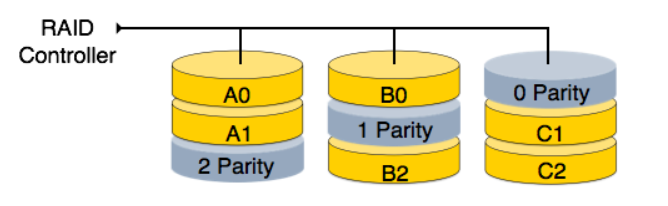 RAID
Controller
A0
B0
0 Parity
A1
1 Parity
C1
2 Parity
B2
C2